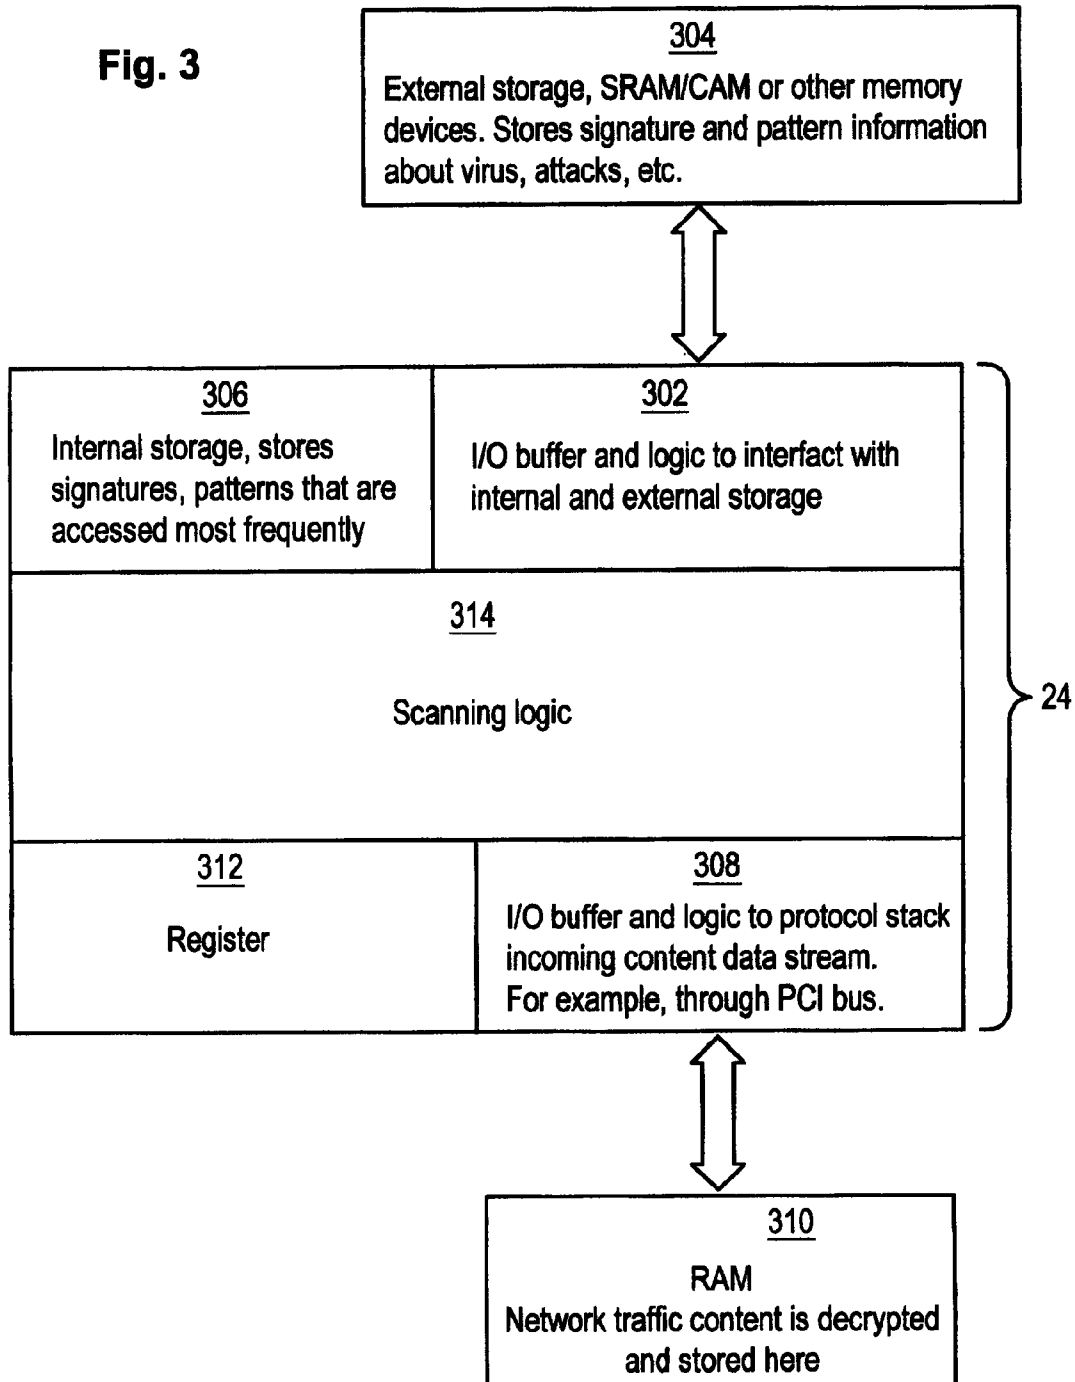 Fig. 3
304
External storage, SRAM/CAM or other memory
devices. Stores signature and pattern information
about virus, attacks, etc.
306
Internal storage, stores
signatures, patterns that are
accessed most frequently
302
I/O buffer and logic to interfact with
internal and external storage
314
Scanning logic
24
312
Register
308
I/O buffer and logic to protocol stack
incoming content data stream.
For example, through PCI bus.
310
RAM
Network traffic content is decrypted
and stored here